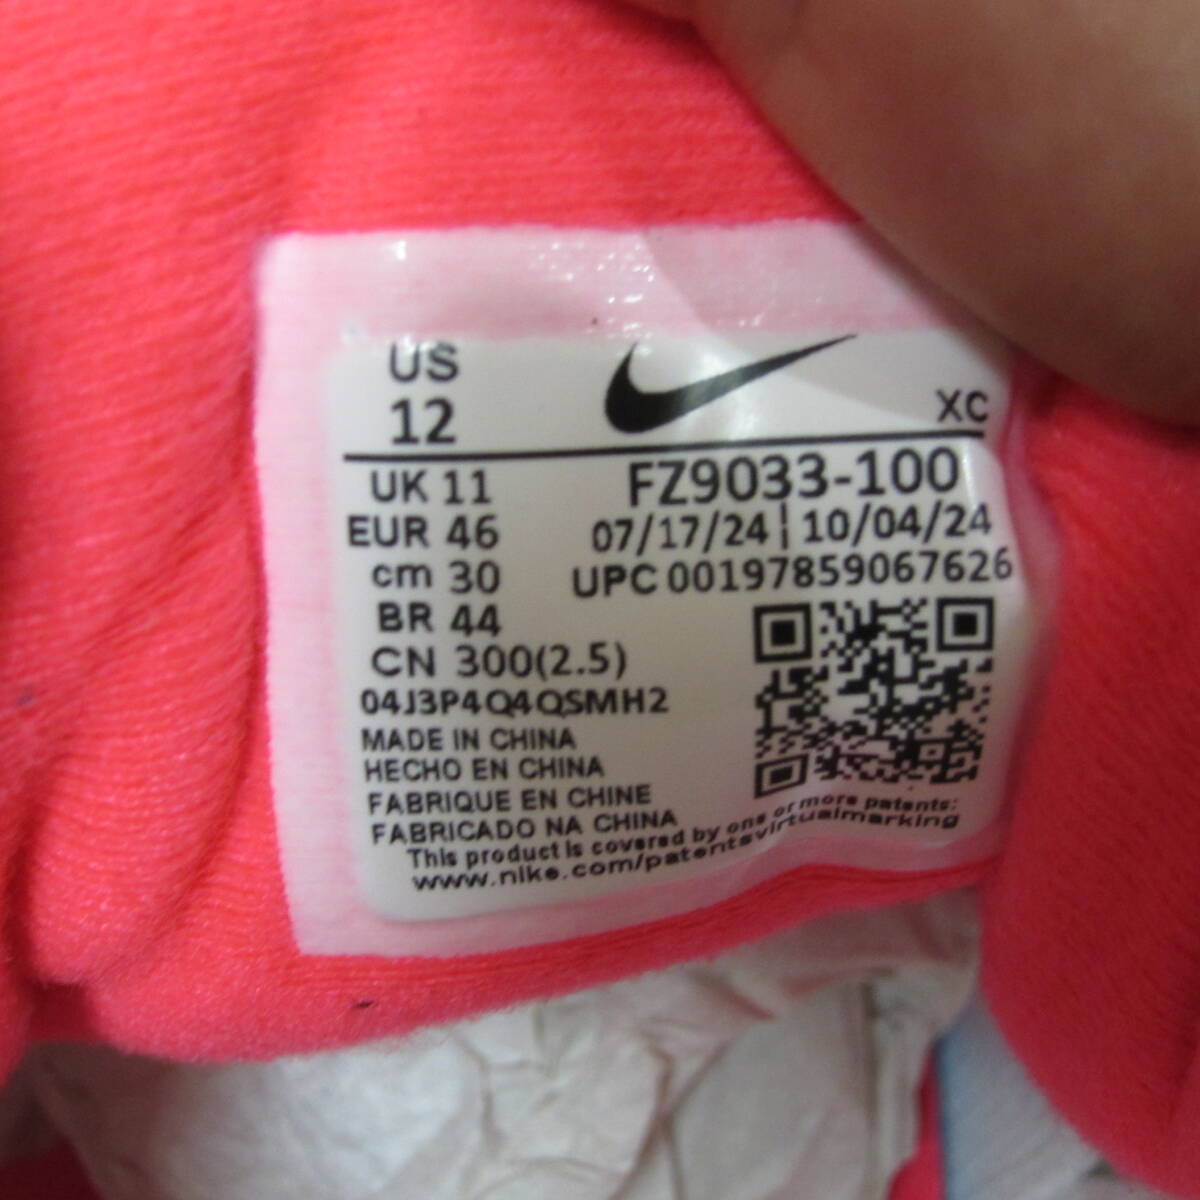 US
12
XC
UK 11
FZ9033-100
EUR 46
07/17/24 | 10/04/24
cm 30
UPC 00197859067626
BR 44
CN 300(2.5)
04J3P4Q4QSMH2
MADE IN CHINA
HECHO EN CHINA
FABRIQUE EN CHINE
FABRICADO NA CHINA
This product is covered by one or more patents:
www.nike.com/patentsvirtualmarking